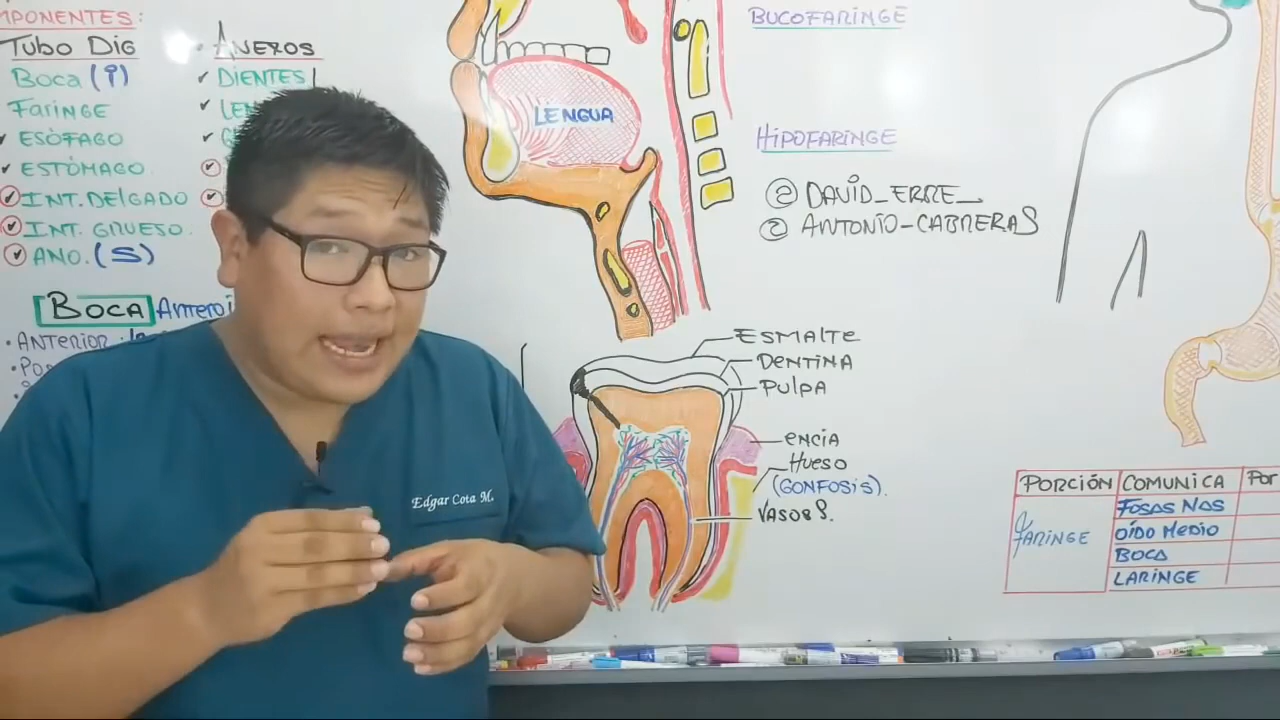 MPONENTES:
TUBO DIG
BOCA (i)
FARINGE
ESÓFAGO
ESTÓMAGO
INT. DELGADO
INT. GRUESO.
ANO. (S)
ANEXOS
DIENTES
BOCA
ANTERIOR
LENGUA
BUCOFARINGE
HIPOFARINGE
DAVID_ERRE_
ANTONIO_CABRERAS
ESMALTE
DENTINA
PULPA
ENCIA
HUESO
(GONFOSIS).
VASOS
Edgar Cota M.
PORCIÓN COMUNICA POR
FARINGE
FOSAS NAS
OÍDO MEDIO
BOCA
LARINGE